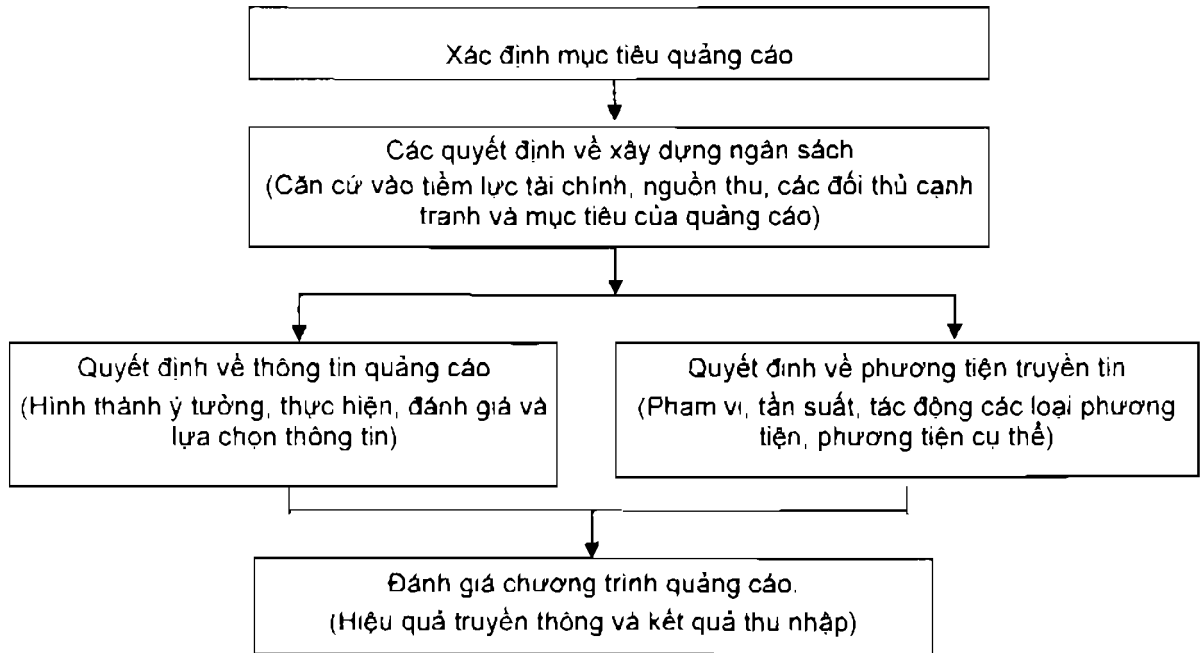 Xác định mục tiêu quảng cáo
Các quyết định về xây dựng ngân sách
(Căn cứ vào tiềm lực tài chính, nguồn thu, các đối thủ cạnh
tranh và mục tiêu của quảng cáo)
Quyết định về thông tin quảng cáo
(Hình thành ý tưởng, thực hiện, đánh giá và
lựa chọn thông tin)
Quyết định về phương tiện truyền tin
(Phạm vi, tần suất, tác động các loại phương
tiện, phương tiện cụ thể)
Đánh giá chương trình quảng cáo.
(Hiệu quả truyền thông và kết quả thu nhập)